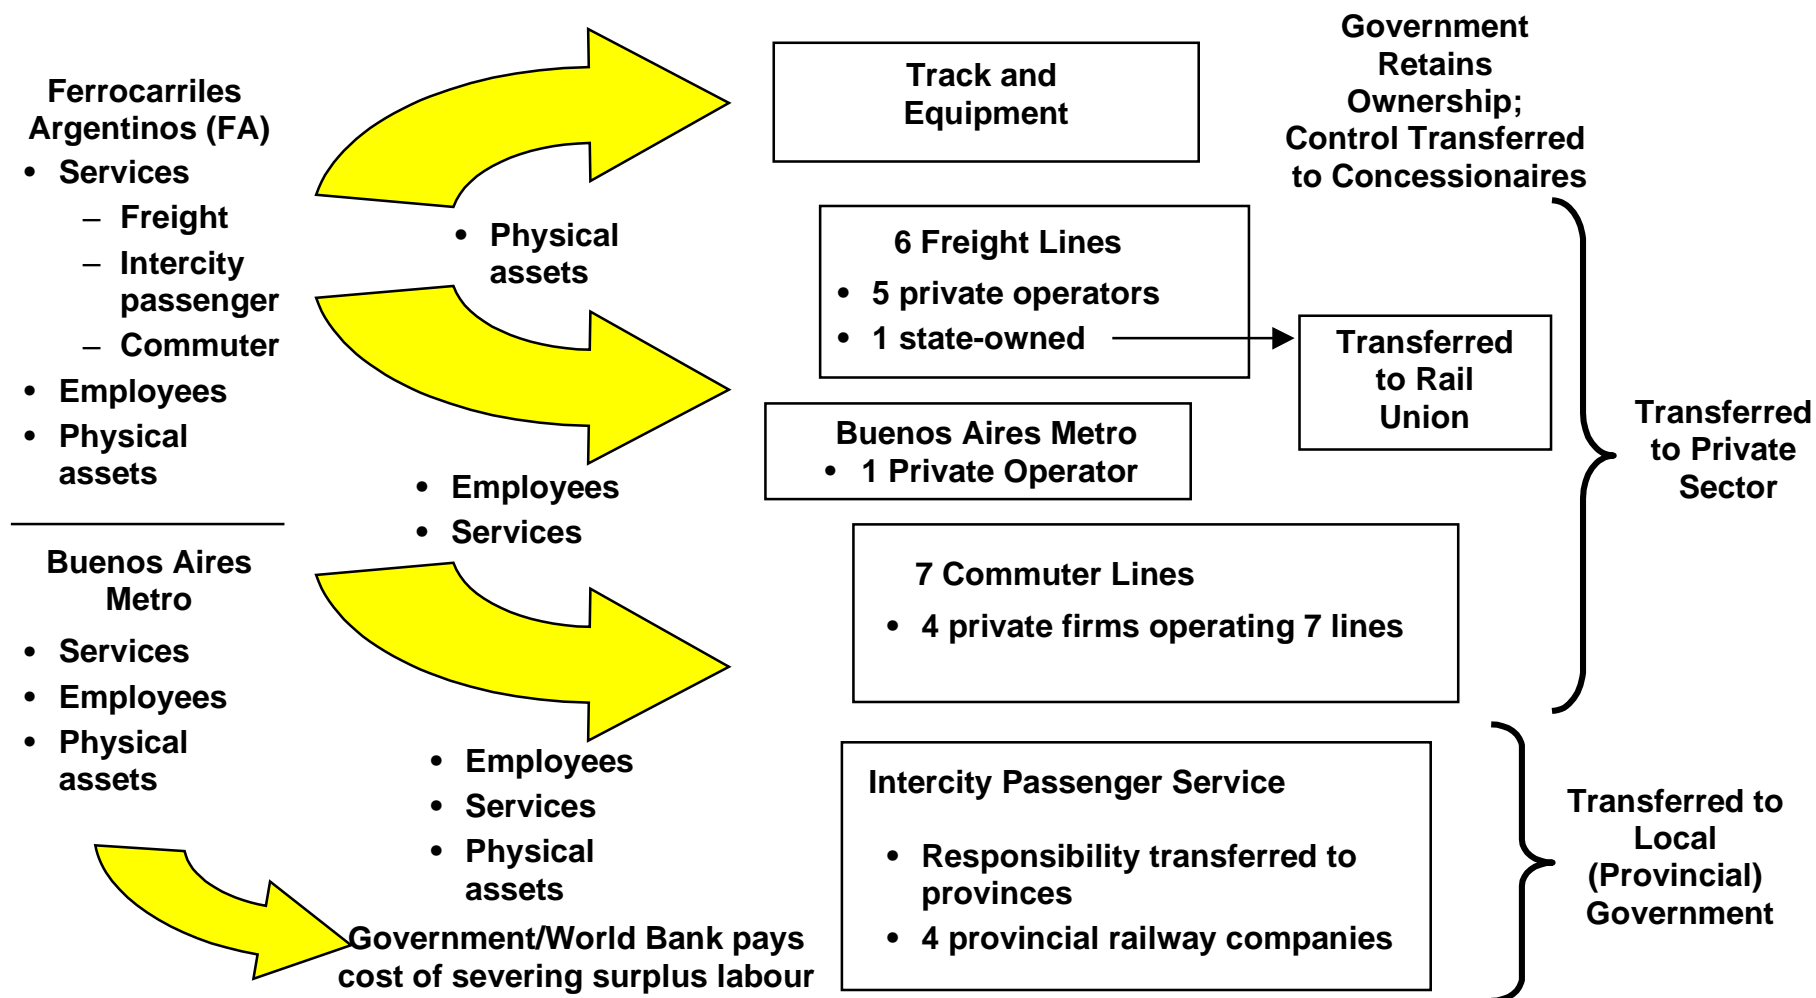 Ferrocarriles
Argentinos (FA)
• Services
– Freight
– Intercity
passenger
– Commuter
• Employees
• Physical
assets
Buenos Aires
Metro
• Services
• Employees
• Physical
assets
• Physical
assets
• Employees
• Services
• Employees
• Services
• Physical
assets
Government/World Bank pays
cost of severing surplus labour
Track and
Equipment
Government
Retains
Ownership;
Control Transferred
to Concessionaires
6 Freight Lines
• 5 private operators
• 1 state-owned
Transferred
to Rail
Union
Buenos Aires Metro
• 1 Private Operator
7 Commuter Lines
• 4 private firms operating 7 lines
Transferred
to Private
Sector
Intercity Passenger Service
• Responsibility transferred to
provinces
• 4 provincial railway companies
Transferred to
Local
(Provincial)
Government